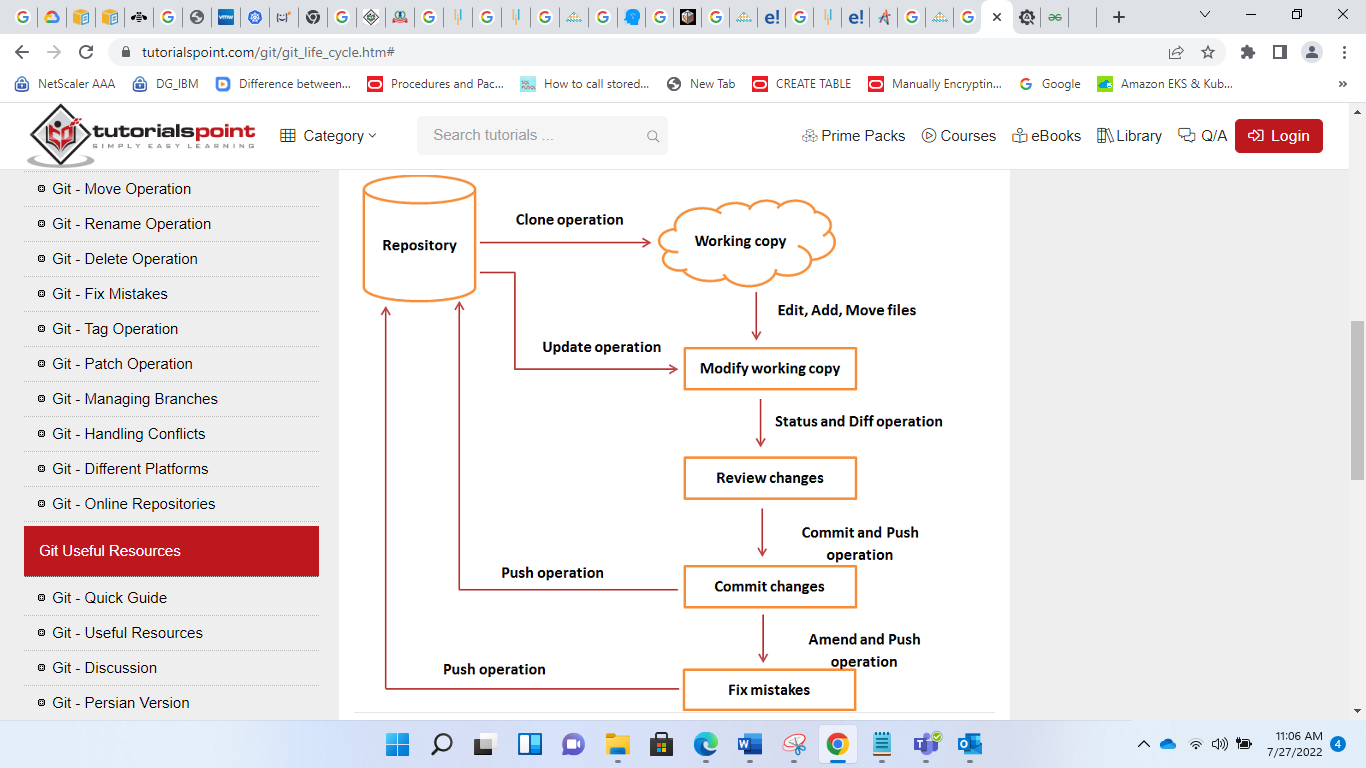 tutorialspoint.com/git/git_life_cycle.htm#
NetScaler AAA
DG_IBM
Difference between...
Procedures and Pac...
How to call stored...
New Tab
CREATE TABLE
Manually Encryptin...
Google
Amazon EKS & Kub...
»
tutorialspoint
SIMPLY EASY LEARNING
Category
Search tutorials ...
Prime Packs
Courses
eBooks
Library
Q/A
Login
Git - Move Operation
Git - Rename Operation
Git - Delete Operation
Git - Fix Mistakes
Git - Tag Operation
Git - Patch Operation
Git - Managing Branches
Git - Handling Conflicts
Git - Different Platforms
Git - Online Repositories
Git Useful Resources
Git - Quick Guide
Git - Useful Resources
Git - Discussion
Git - Persian Version
Repository
Clone operation
Working copy
Edit, Add, Move files
Update operation
Modify working copy
Status and Diff operation
Review changes
Commit and Push
operation
Push operation
Commit changes
Amend and Push
operation
Push operation
Fix mistakes
11:06 AM
7/27/2022
4